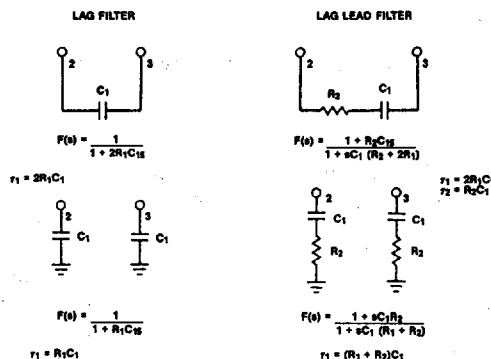 LAG FILTER
2
3
C1
F(s) = 1 / 1 + 2R1C1s
τ1 = 2R1C1
2
3
C1
C1
F(s) = 1 / 1 + R1C1s
τ1 = R1C1
LAG LEAD FILTER
2
3
R2
C1
F(s) = 1 + R2C1s / 1 + sC1 (R2 + 2R1)
τ1 = 2R1C
τ2 = R2C1
2
3
C1
C1
R2
R2
F(s) = 1 + sC1R2 / 1 + sC1 (R1 + R2)
τ1 = (R1 + R2)C1